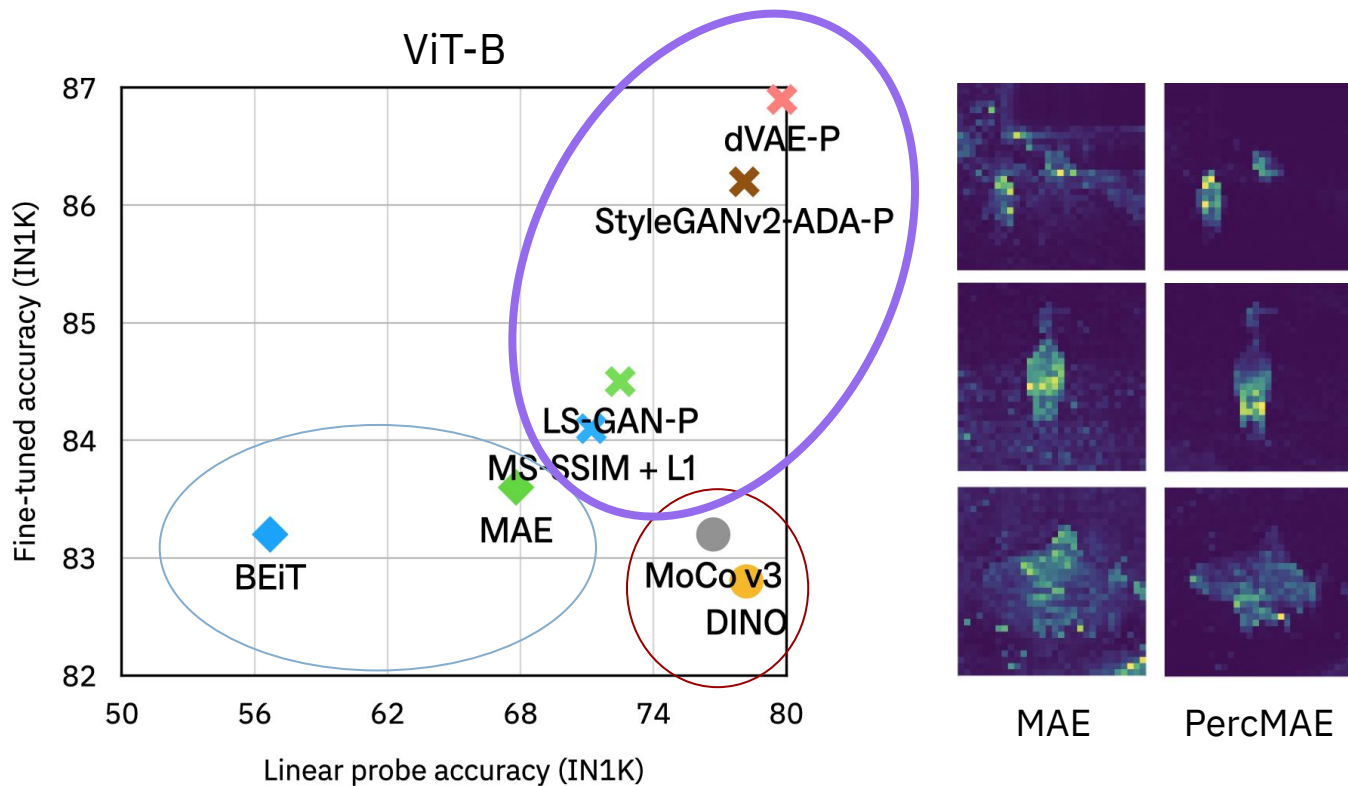 ViT-B
87
86
85
84
83
82
Fine-tuned accuracy (IN1K)
dVAE-P
StyleGANv2-ADA-P
LS-GAN-P
MS-SSIM + L1
MAE
BEiT
MoCo v3
DINO
50 56 62 68 74 80
Linear probe accuracy (IN1K)
MAE PercMAE